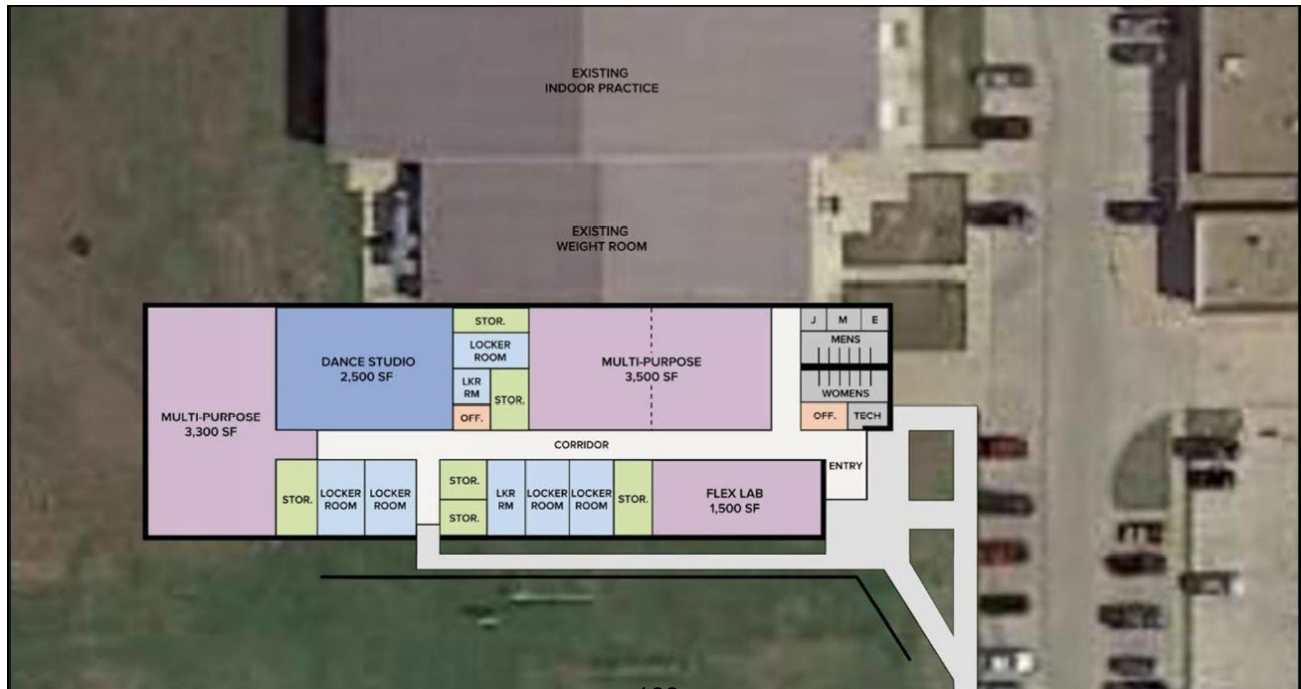 EXISTING
INDOOR PRACTICE
EXISTING
WEIGHT ROOM
STOR.
LOCKER
ROOM
LKR
RM
STOR.
OFF.
DANCE STUDIO
2,500 SF
MULTI-PURPOSE
3,500 SF
J M E
MENS
WOMENS
OFF. TECH
MULTI-PURPOSE
3,300 SF
CORRIDOR
ENTRY
STOR.
LOCKER
ROOM
LOCKER
ROOM
STOR.
STOR.
LKR
RM
LOCKER
ROOM
LOCKER
ROOM
STOR.
FLEX LAB
1,500 SF